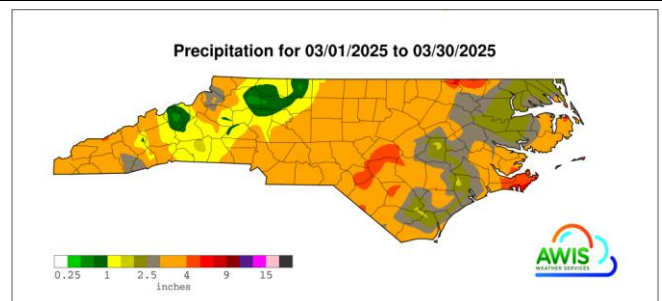 Precipitation for 03/01/2025 to 03/30/2025
0.25 1 2.5 4 9 15
inches
AWIS
WEATHER SERVICES